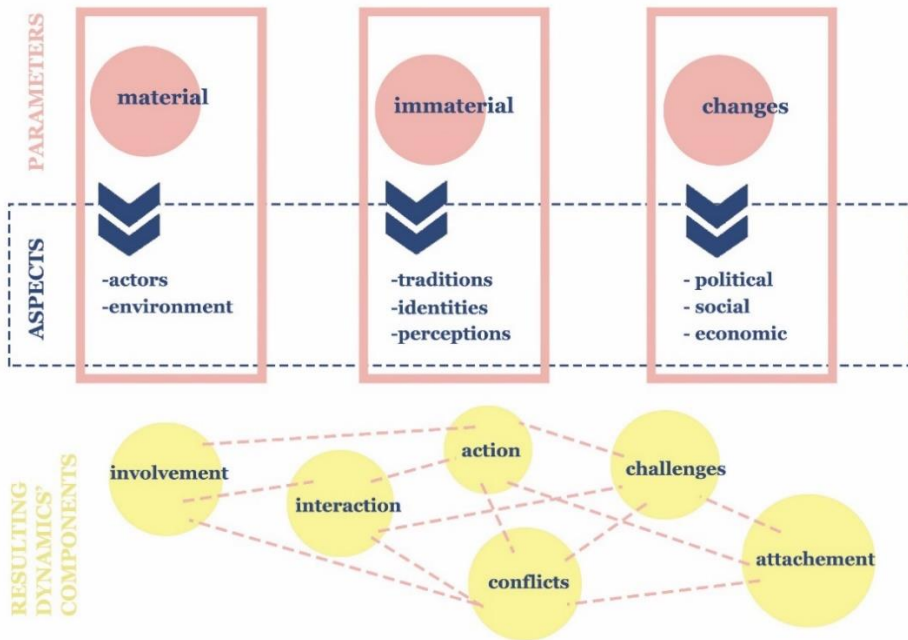 PARAMETERS
material
immaterial
changes
ASPECTS
-actors
-environment
-traditions
-identities
-perceptions
- political
- social
- economic
RESULTING
DYNAMICS'
COMPONENTS
involvement
interaction
action
conflicts
challenges
attachement